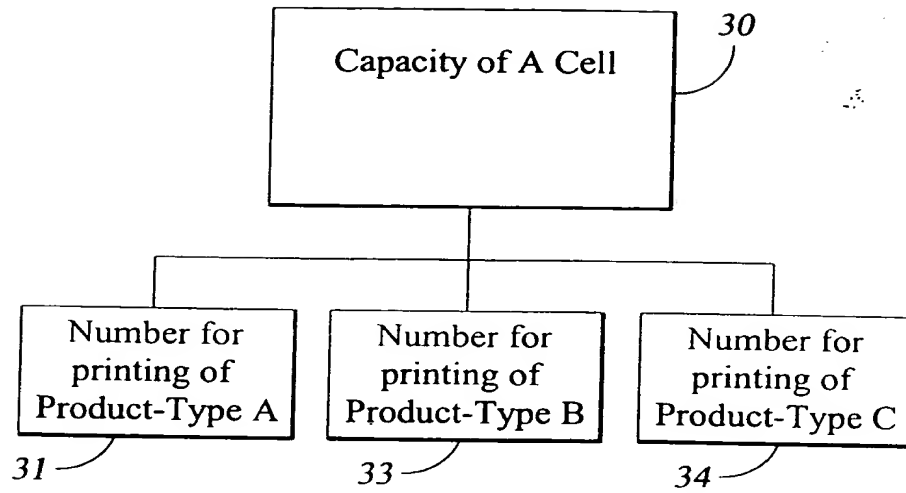 30
Capacity of A Cell
Number for
printing of
Product-Type A
Number for
printing of
Product-Type B
Number for
printing of
Product-Type C
31
33
34